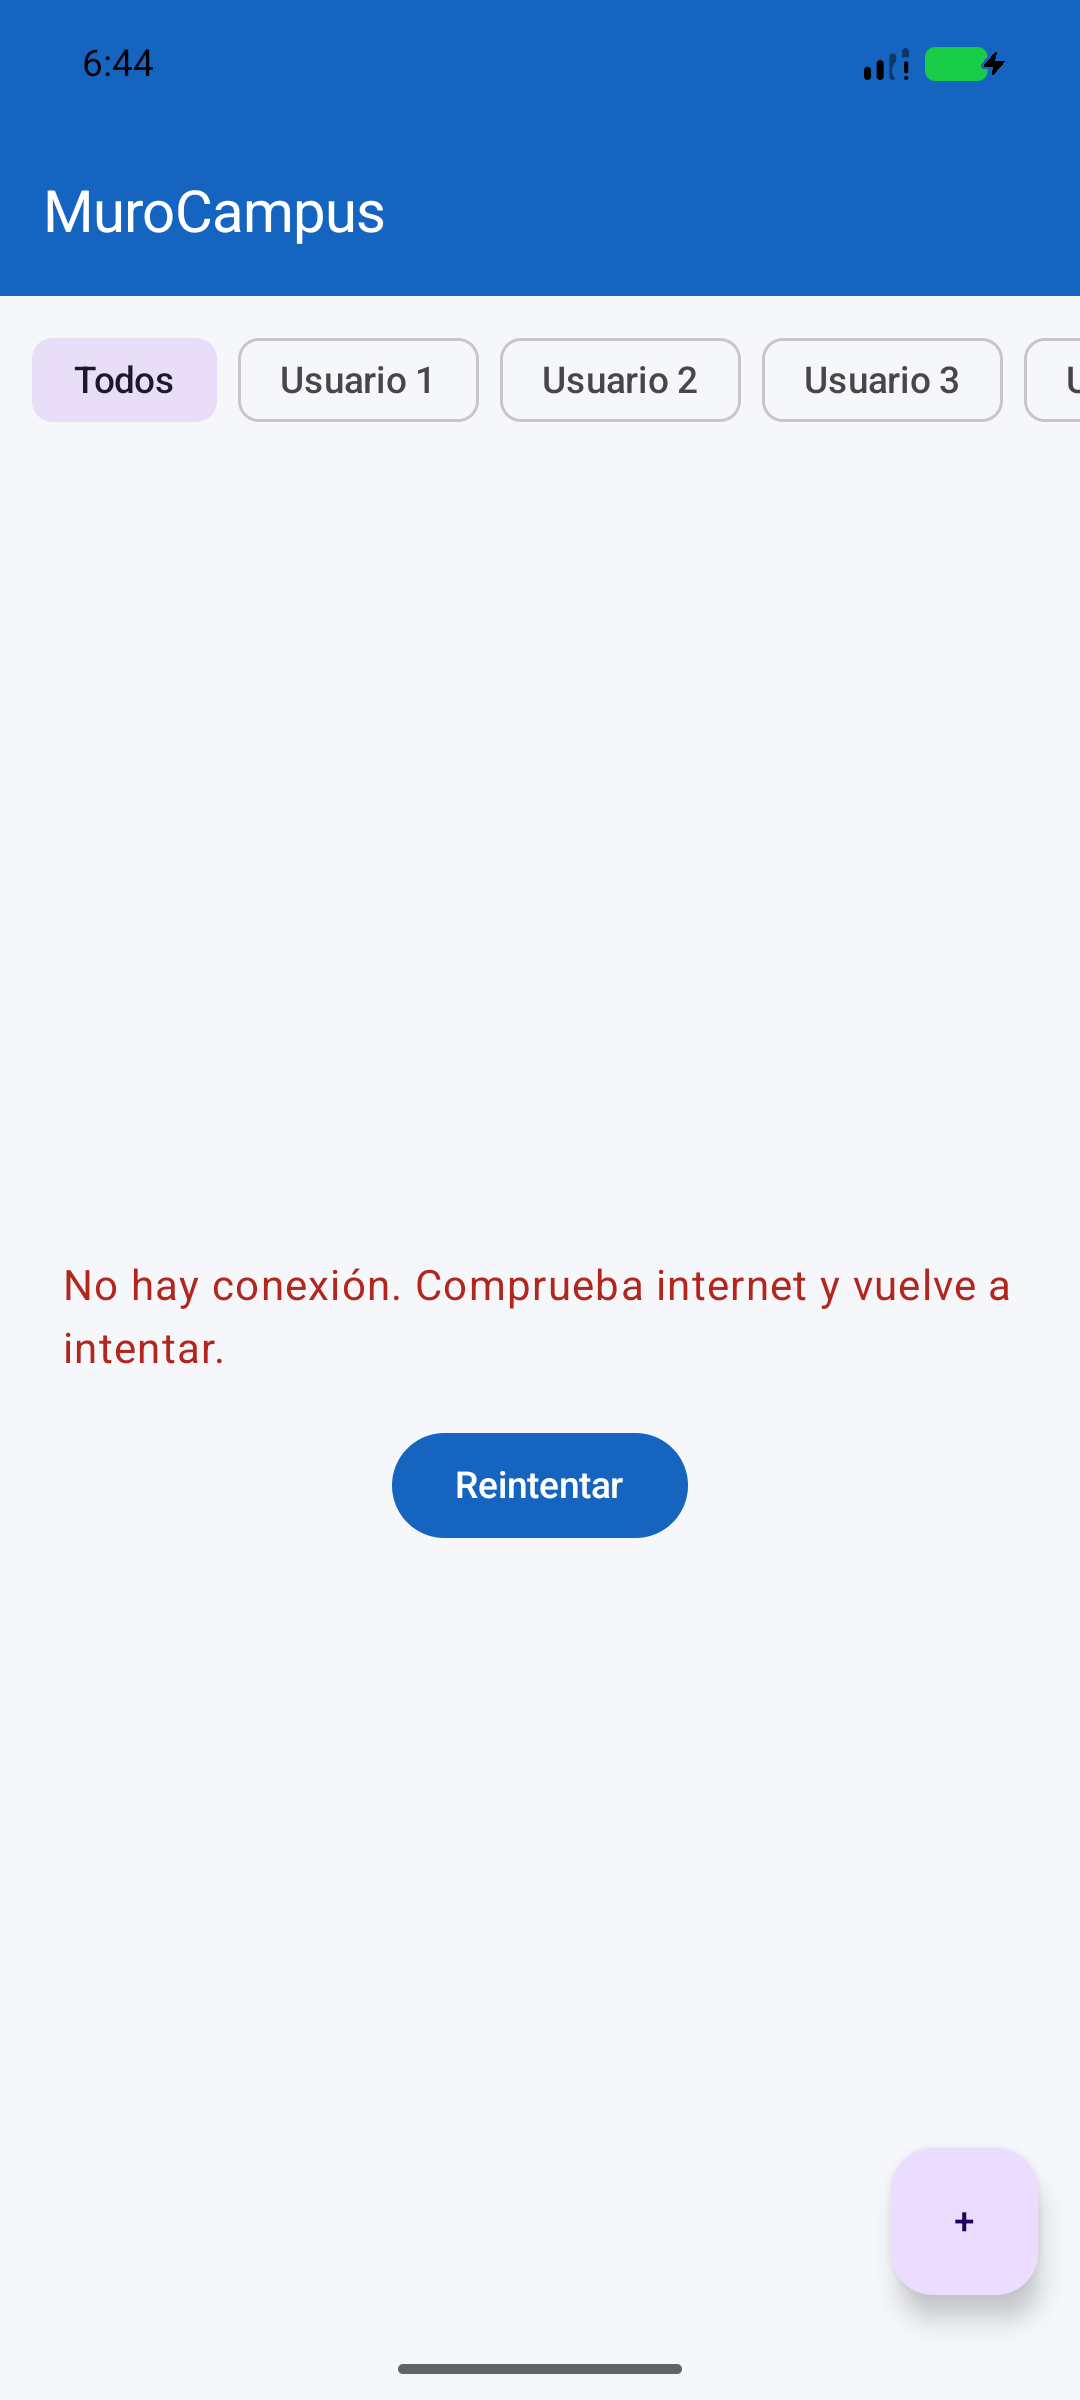 6:44
MuroCampus
Todos
Usuario 1
Usuario 2
Usuario 3
No hay conexión. Comprueba internet y vuelve a
intentar.
Reintentar
+